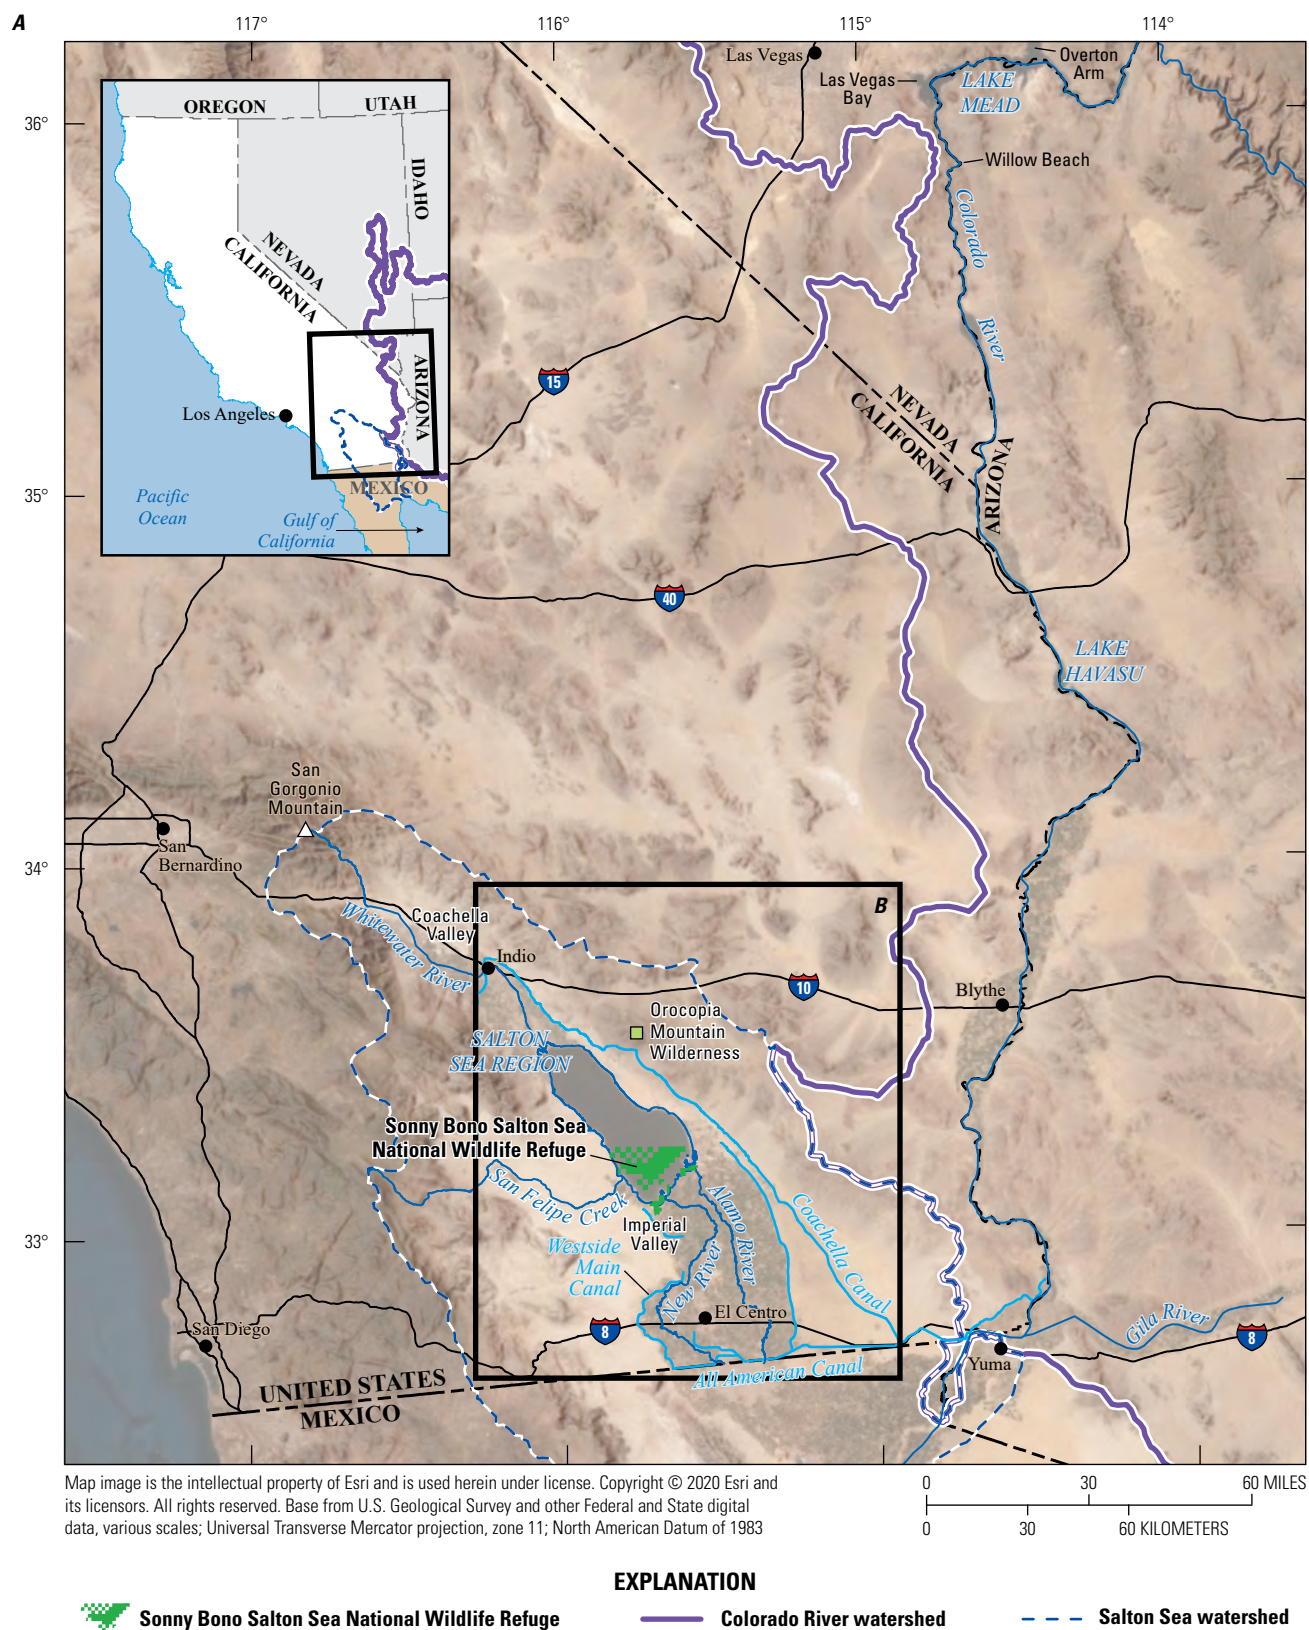 A
117°
116°
115°
114°
36°
35°
34°
33°
OREGON
UTAH
IDAHO
NEVADA
CALIFORNIA
ARIZONA
Los Angeles
MEXICO
Pacific
Ocean
Gulf of
California
Las Vegas
Las Vegas
Bay
Overton
Arm
LAKE
MEAD
Willow Beach
Colorado
River
15
NEVADA
CALIFORNIA
ARIZONA
40
LAKE
HAVASU
San
Gorgonio
Mountain
San
Bernardino
Whitewater River
Coachella
Valley
B
Indio
10
Blythe
Orocopia
Mountain
Wilderness
SALTON
SEA REGION
Sonny Bono Salton Sea
National Wildlife Refuge
San Felipe Creek
Alamo River
Coachella Canal
Imperial
Valley
Westside
Main
Canal
New River
El Centro
8
San Diego
All American Canal
Gila River
8
Yuma
UNITED STATES
MEXICO
Map image is the intellectual property of Esri and is used herein under license. Copyright © 2020 Esri and
its licensors. All rights reserved. Base from U.S. Geological Survey and other Federal and State digital
data, various scales; Universal Transverse Mercator projection, zone 11; North American Datum of 1983
0 30 60 MILES
0 30 60 KILOMETERS
EXPLANATION
Sonny Bono Salton Sea National Wildlife Refuge
Colorado River watershed
Salton Sea watershed